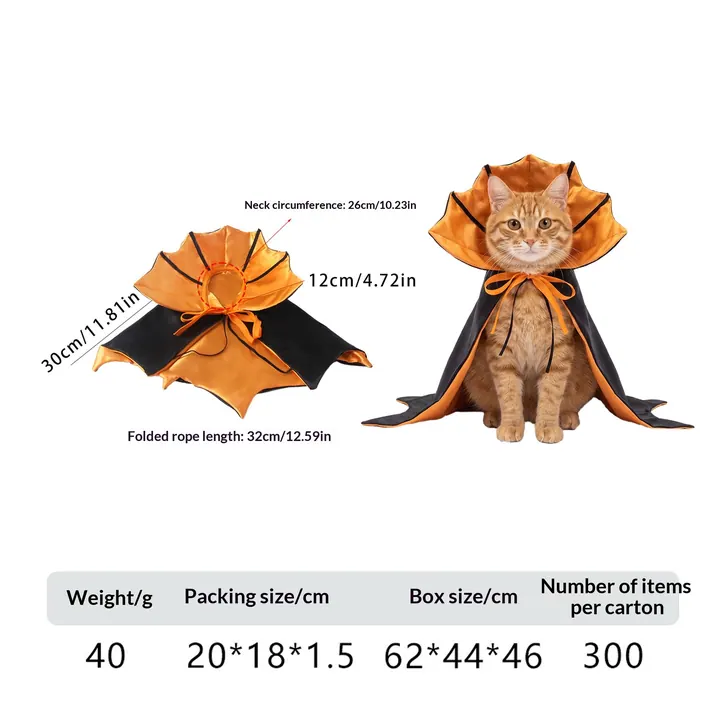 Neck circumference: 26cm/10.23in
12cm/4.72in
30cm/11.81in
Folded rope length: 32cm/12.59in
Weight/g
Packing size/cm
Box size/cm
Number of items
per carton
40
20*18*1.5
62*44*46
300